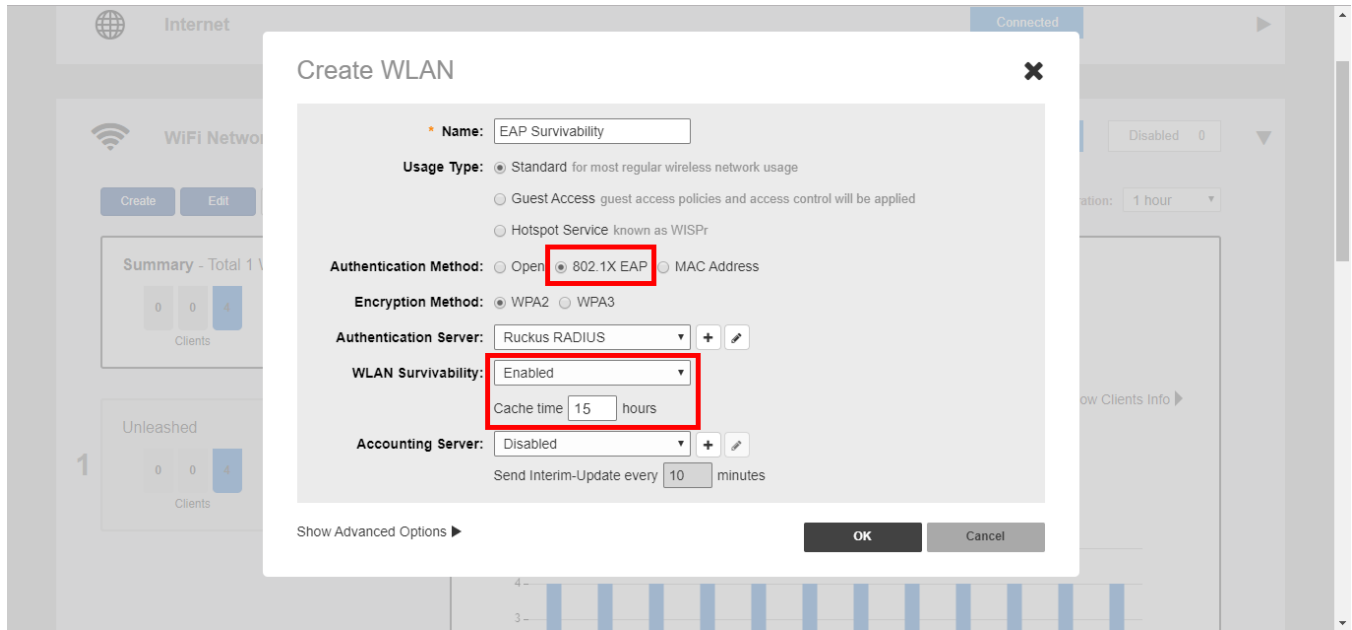 Internet
Connected
Create WLAN
WiFi Networ
Disabled 0
* Name: EAP Survivability
Usage Type: Standard for most regular wireless network usage
Guest Access guest access policies and access control will be applied
Hotspot Service known as WISPr
Create Edit
ation: 1 hour
Summary - Total 1 W
0 0 4
Clients
Authentication Method: Open 802.1X EAP MAC Address
Encryption Method: WPA2 WPA3
Authentication Server: Ruckus RADIUS
WLAN Survivability: Enabled
Cache time 15 hours
ow Clients Info
Unleashed
1
0 0 4
Clients
Accounting Server: Disabled
Send Interim-Update every 10 minutes
Show Advanced Options
OK Cancel
4
3